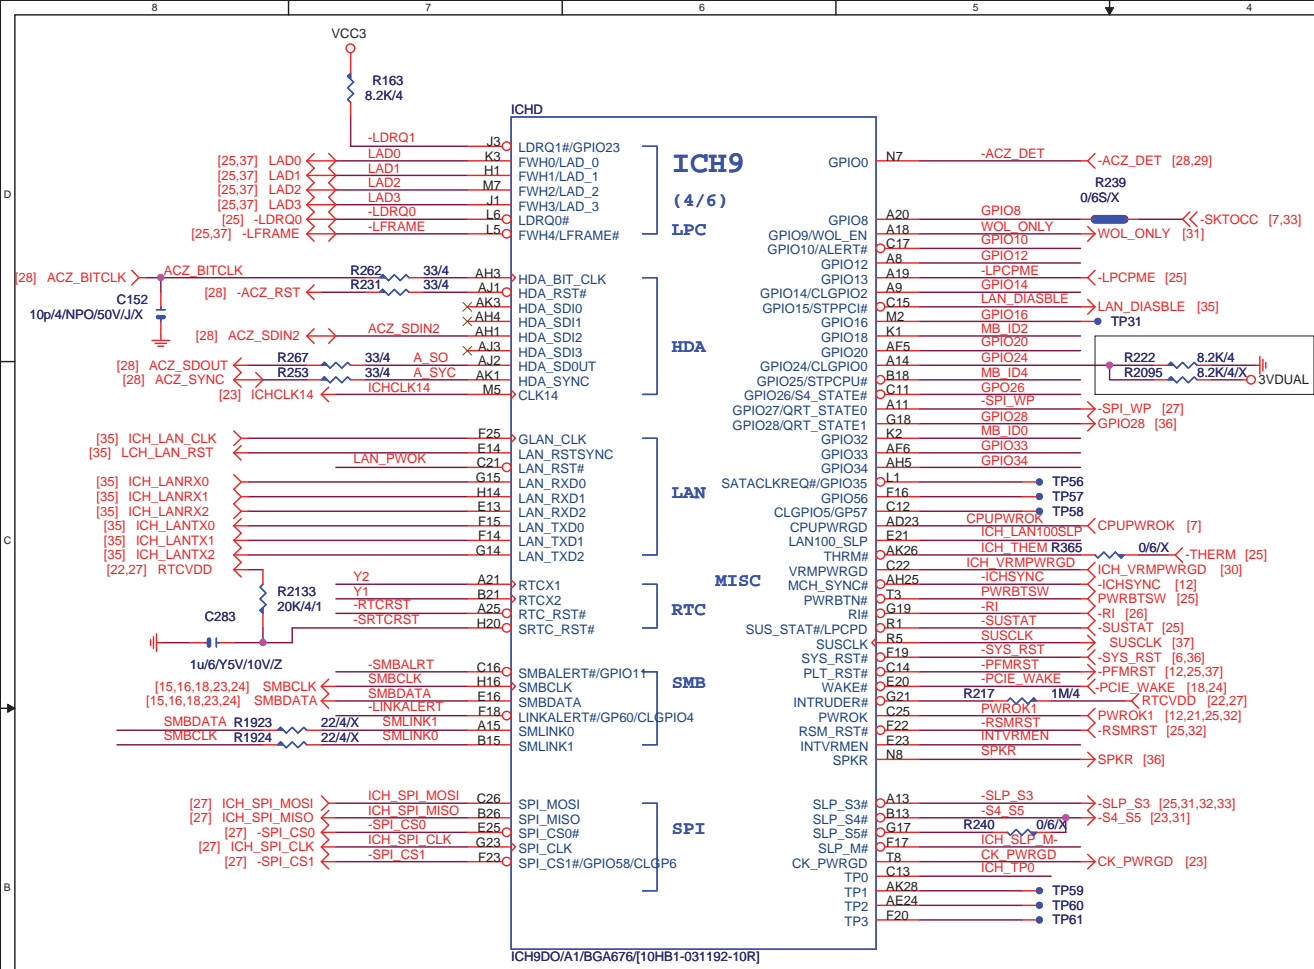 8 7 6 5 4
D
C
B
VCC3
R163
8.2K/4
ICHD
ICH9
(4/6)
-LDRQ1 J3 LDRQ1#/GPIO23
[25,37] LAD0 LAD0 K3 FWH0/LAD_0
[25,37] LAD1 LAD1 H1 FWH1/LAD_1
[25,37] LAD2 LAD2 M7 FWH2/LAD_2
[25,37] LAD3 LAD3 J1 FWH3/LAD_3
[25] -LDRQ0 -LDRQ0 L6 LDRQ0#
[25,37] -LFRAME -LFRAME L5 FWH4/LFRAME#
LPC
[28] ACZ_BITCLK ACZ_BITCLK R262 33/4 AH3 HDA_BIT_CLK
[28] -ACZ_RST R231 33/4 AJ1 HDA_RST#
C152
10p/4/NPO/50V/J/X
AK3 HDA_SDI0
AH4 HDA_SDI1
[28] ACZ_SDIN2 ACZ_SDIN2 AH1 HDA_SDI2
AJ3 HDA_SDI3
[28] ACZ_SDOUT R267 33/4 A_SO AJ2 HDA_SD0UT
[28] ACZ_SYNC R253 33/4 A_SYC AK1 HDA_SYNC
[23] ICHCLK14 ICHCLK14 M5 CLK14
HDA
[35] ICH_LAN_CLK F25 GLAN_CLK
[35] LCH_LAN_RST E14 LAN_RSTSYNC
LAN_PWOK C21 LAN_RST#
[35] ICH_LANRX0 G15 LAN_RXD0
[35] ICH_LANRX1 H14 LAN_RXD1
[35] ICH_LANRX2 E13 LAN_RXD2
[35] ICH_LANTX0 F15 LAN_TXD0
[35] ICH_LANTX1 F14 LAN_TXD1
[35] ICH_LANTX2 G14 LAN_TXD2
LAN
[22,27] RTCVDD
R2133
20K/4/1
C283
1u/6/Y5V/10V/Z
Y2 A21 RTCX1
Y1 B21 RTCX2
-RTCRST A25 RTC_RST#
-SRTCRST H20 SRTC_RST#
RTC
-SMBALRT C16 SMBALERT#/GPIO11
[15,16,18,23,24] SMBCLK SMBCLK H16 SMBCLK
[15,16,18,23,24] SMBDATA SMBDATA E16 SMBDATA
-LINKALERT F18 LINKALERT#/GP60/CLGPIO4
SMBDATA R1923 22/4/X SMLINK1 A15 SMLINK0
SMBCLK R1924 22/4/X SMLINK0 B15 SMLINK1
SMB
[27] ICH_SPI_MOSI ICH_SPI_MOSI C26 SPI_MOSI
[27] ICH_SPI_MISO ICH_SPI_MISO B26 SPI_MISO
[27] -SPI_CS0 -SPI_CS0 E25 SPI_CS0#
[27] ICH_SPI_CLK ICH_SPI_CLK G23 SPI_CLK
[27] -SPI_CS1 -SPI_CS1 F23 SPI_CS1#/GPIO58/CLGP6
SPI
MISC
GPIO0 N7 -ACZ_DET -ACZ_DET [28,29]
R239
0/6S/X
GPIO8 A20 GPIO8 -SKTOCC [7,33]
GPIO9/WOL_EN A18 WOL_ONLY WOL_ONLY [31]
GPIO10/ALERT# C17 GPIO10
GPIO12 A8 GPIO12
GPIO13 A19 -LPCPME -LPCPME [25]
GPIO14/CLGPIO2 A9 GPIO14
GPIO15/STPPCI# C15 LAN_DIASBLE LAN_DIASBLE [35]
GPIO16 M2 GPIO16 TP31
GPIO18 K1 MB_ID2
GPIO20 AF5 GPIO20
GPIO24/CLGPIO0 A14 GPIO24 R222 8.2K/4
GPIO25/STPCPU# B18 MB_ID4 R2095 8.2K/4/X 3VDUAL
GPIO26/S4_STATE# C11 GPO26
GPIO27/QRT_STATE0 A11 -SPI_WP -SPI_WP [27]
GPIO28/QRT_STATE1 G18 GPIO28 GPIO28 [36]
GPIO32 K2 MB_ID0
GPIO33 AF6 GPIO33
GPIO34 AH5 GPIO34
SATACLKREQ#/GPIO35 L1 TP56
GPIO56 F16 TP57
CLGPIO5/GP57 C12 TP58
CPUPWRGD AD23 CPUPWROK CPUPWROK [7]
LAN100_SLP E21 ICH_LAN100SLP
THRM# AK26 ICH_THEM R365 0/6/X -THERM [25]
VRMPWRGD C22 ICH_VRMPWRGD ICH_VRMPWRGD [30]
MCH_SYNC# AH25 -ICHSYNC -ICHSYNC [12]
PWRBTN# T3 PWRBTSW PWRBTSW [25]
RI# G19 -RI -RI [26]
SUS_STAT#/LPCPD R1 -SUSTAT -SUSTAT [25]
SUSCLK R5 SUSCLK SUSCLK [37]
SYS_RST# F19 -SYS_RST -SYS_RST [6,36]
PLT_RST# C14 -PFMRST -PFMRST [12,25,37]
WAKE# E20 -PCIE_WAKE -PCIE_WAKE [18,24]
INTRUDER# G21 R217 1M/4 RTCVDD [22,27]
PWROK C25 PWROK1 PWROK1 [12,21,25,32]
RSM_RST# F22 -RSMRST -RSMRST [25,32]
INTVRMEN E23 INTVRMEN
SPKR N8 SPKR SPKR [36]
SLP_S3# A13 -SLP_S3 -SLP_S3 [25,31,32,33]
SLP_S4# B13 -S4_S5 -S4_S5 [23,31]
SLP_S5# G17 R240 0/6/X
SLP_M# F17 ICH_SLP_M-
CK_PWRGD T8 CK_PWRGD CK_PWRGD [23]
TP0 C13 ICH_TP0
TP1 AK28 TP59
TP2 AE24 TP60
TP3 F20 TP61
ICH9DO/A1/BGA676/[10HB1-031192-10R]